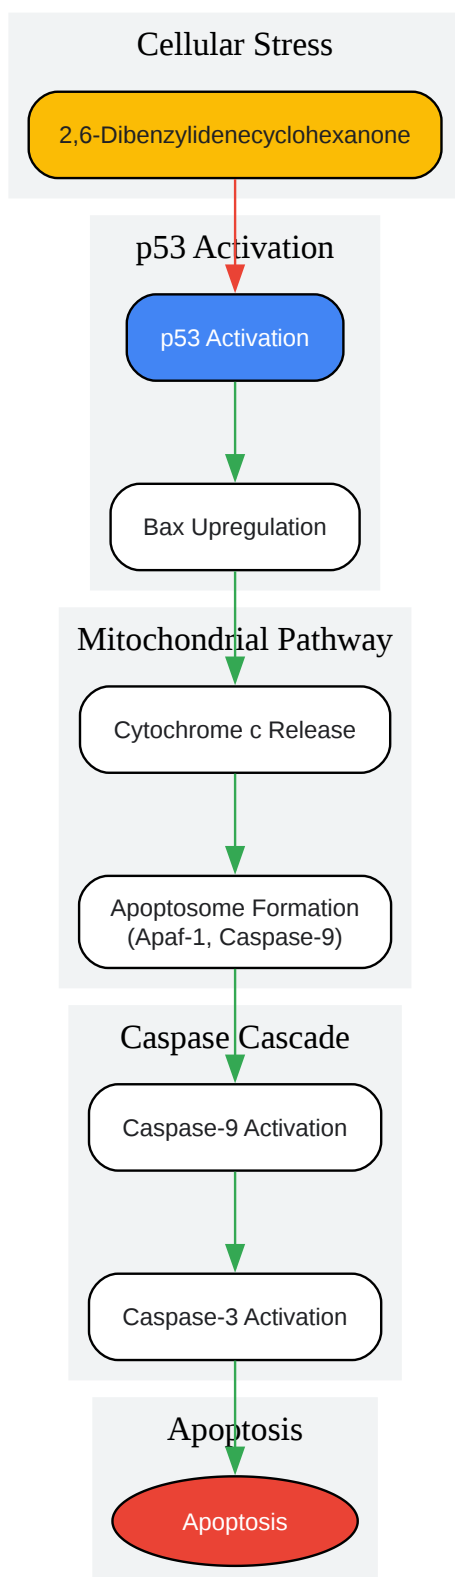 Cellular Stress
2,6-Dibenzylidenecyclohexanone
p53 Activation
p53 Activation
Bax Upregulation
Mitochondrial Pathway
Cytochrome c Release
Apoptosome Formation
(Apaf-1, Caspase-9)
Caspase Cascade
Caspase-9 Activation
Caspase-3 Activation
Apoptosis
Apoptosis